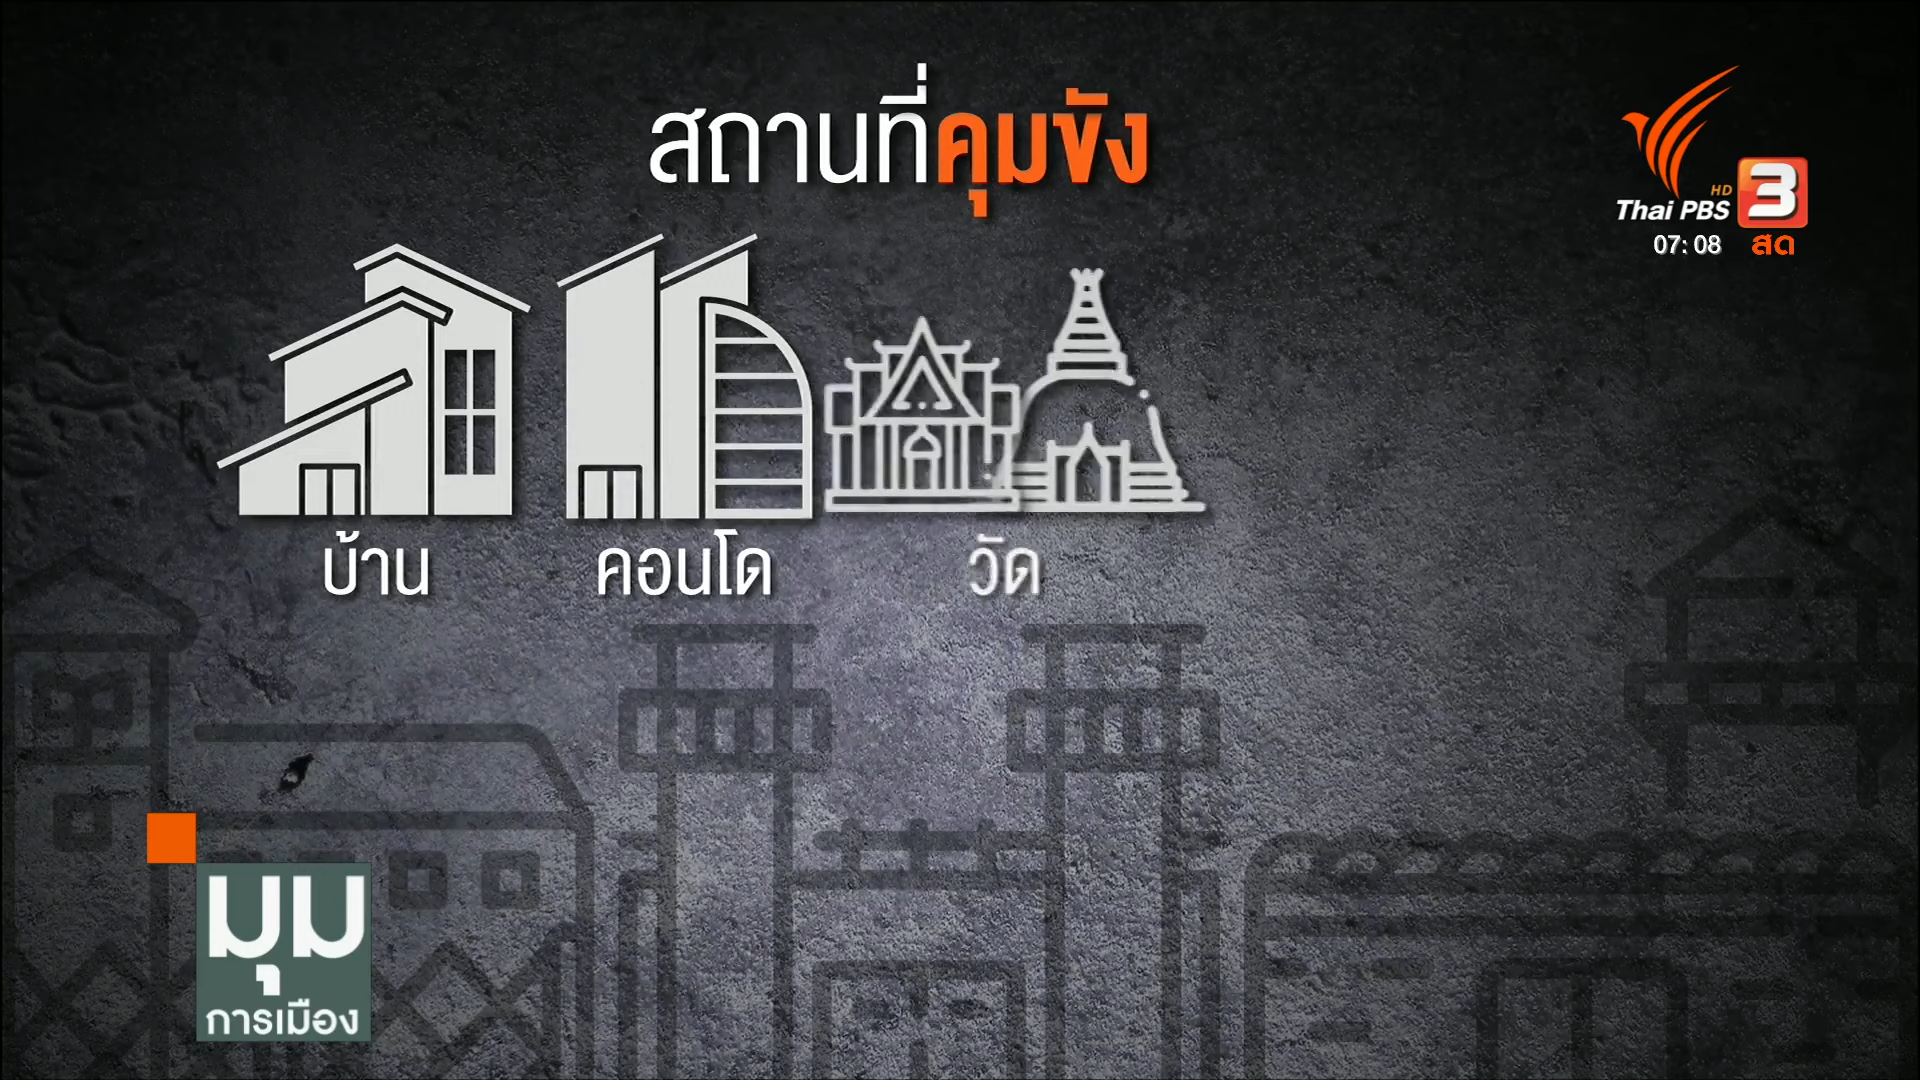 สถานที่คุมขัง
HD
Thai PBS 3
07:08 สด
บ้าน
คอนโด
วัด
มุม
การเมือง